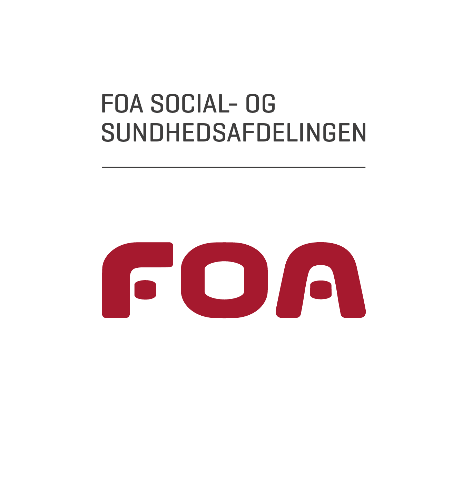 FOA SOCIAL- OG
SUNDHEDSAFDELINGEN
FOA